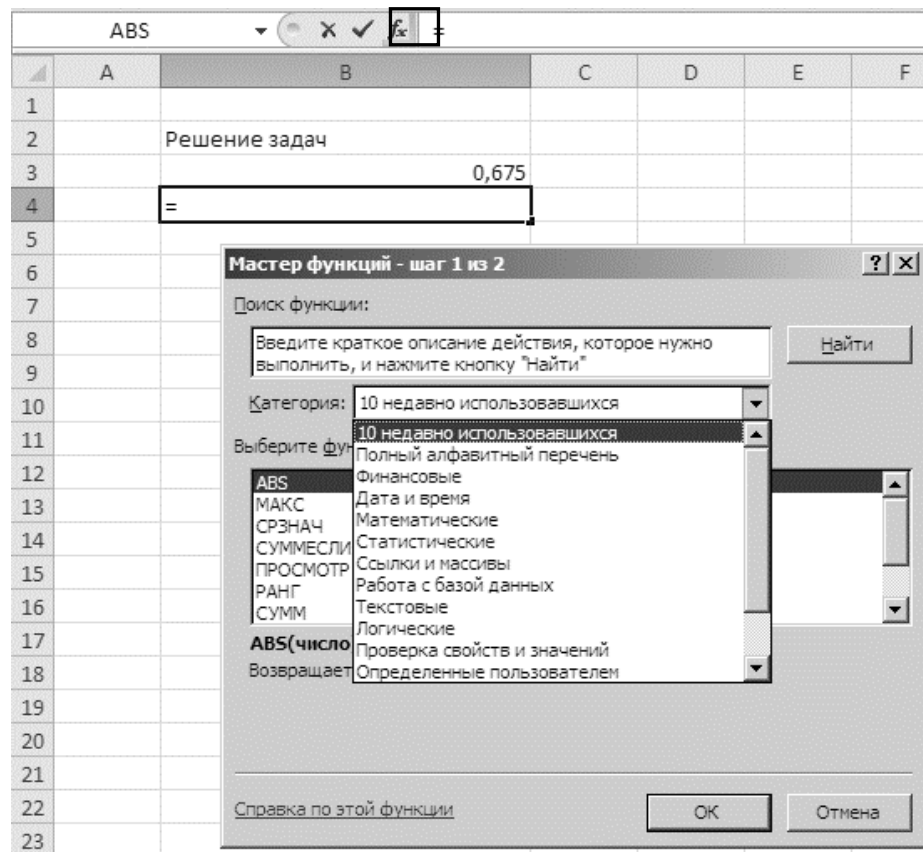 ABS fx =
A B C D E F
1
2 Решение задач
3 0,675
4 =
5
6
7
8
9
10
11
12
13
14
15
16
17
18
19
20
21
22
23
Мастер функций - шаг 1 из 2 ?
Поиск функции:
Введите краткое описание действия, которое нужно
выполнить, и нажмите кнопку "Найти"
Найти
Категория: 10 недавно использовавшихся
10 недавно использовавшихся
Полный алфавитный перечень
Финансовые
Дата и время
Математические
Статистические
Ссылки и массивы
Работа с базой данных
Текстовые
Логические
Проверка свойств и значений
Определенные пользователем
Выберите фун
ABS
МАКС
СРЗНАЧ
СУММЕСЛИ
ПРОСМОТР
РАНГ
СУММ
ABS(число
Возвращает
Справка по этой функции
ОК
Отмена